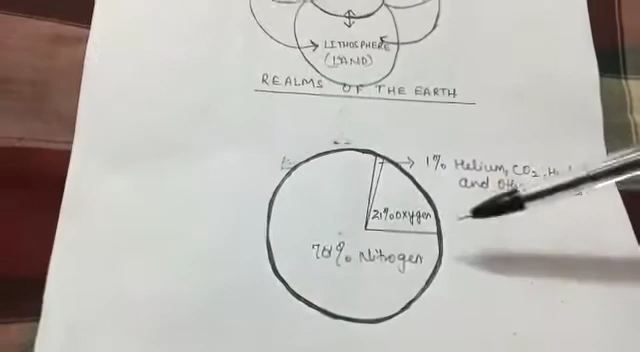 LITHOSPHERE
(LAND)
REALMS OF THE EARTH
1% Helium, CO2,
and
21% oxygen
78% Nitrogen